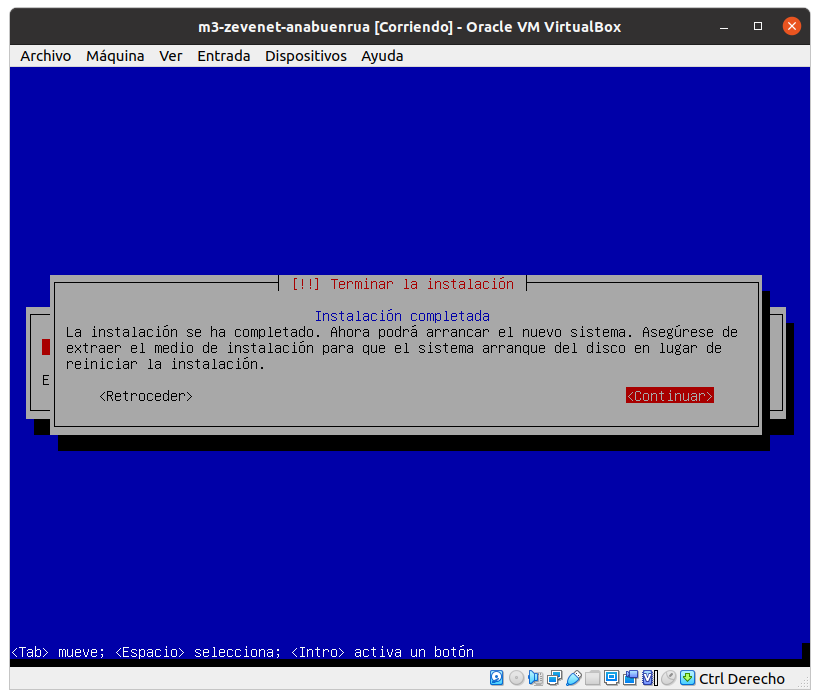 m3-zevenet-anabuenrua [Corriendo] - Oracle VM VirtualBox
Archivo Máquina Ver Entrada Dispositivos Ayuda
[!!] Terminar la instalación
Instalación completada
La instalación se ha completado. Ahora podrá arrancar el nuevo sistema. Asegúrese de
extraer el medio de instalación para que el sistema arranque del disco en lugar de
reiniciar la instalación.
E
<Retroceder> <Continuar>
<Tab> mueve; <Espacio> selecciona; <Intro> activa un botón
Ctrl Derecho